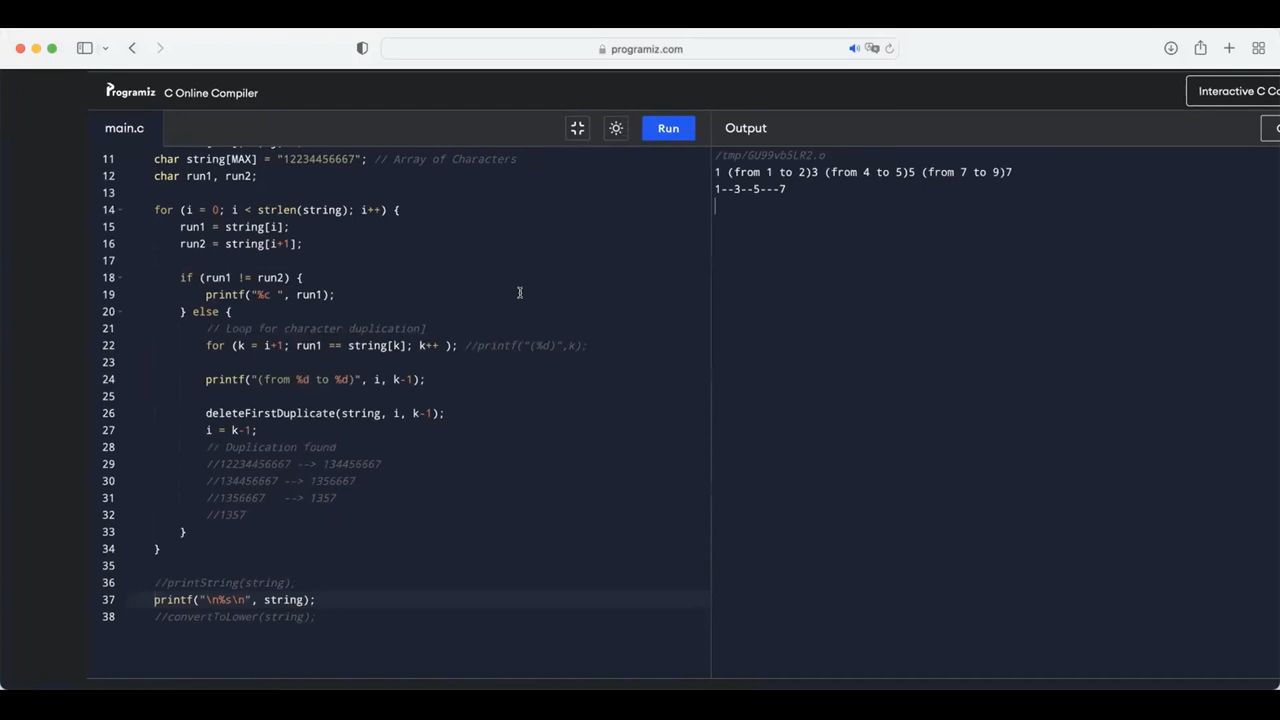 programiz.com
Programiz C Online Compiler
Interactive C Co
main.c
Run
Output
11 char string[MAX] = "12234456667"; // Array of Characters
12 char run1, run2;
13
14 for (i = 0; i < strlen(string); i++) {
15 run1 = string[i];
16 run2 = string[i+1];
17
18 if (run1 != run2) {
19 printf("%c ", run1);
20 } else {
21 // Loop for character duplication]
22 for (k = i+1; run1 == string[k]; k++ ); //printf("(%d)",k);
23
24 printf("(from %d to %d)", i, k-1);
25
26 deleteFirstDuplicate(string, i, k-1);
27 i = k-1;
28 // Duplication found
29 //12234456667 --> 134456667
30 //134456667 --> 1356667
31 //1356667 --> 1357
32 //1357
33 }
34 }
35
36 //printString(string);
37 printf("\n%s\n", string);
38 //convertToLower(string);
/tmp/GU99vb5LR2.o
1 (from 1 to 2)3 (from 4 to 5)5 (from 7 to 9)7
1--3--5---7